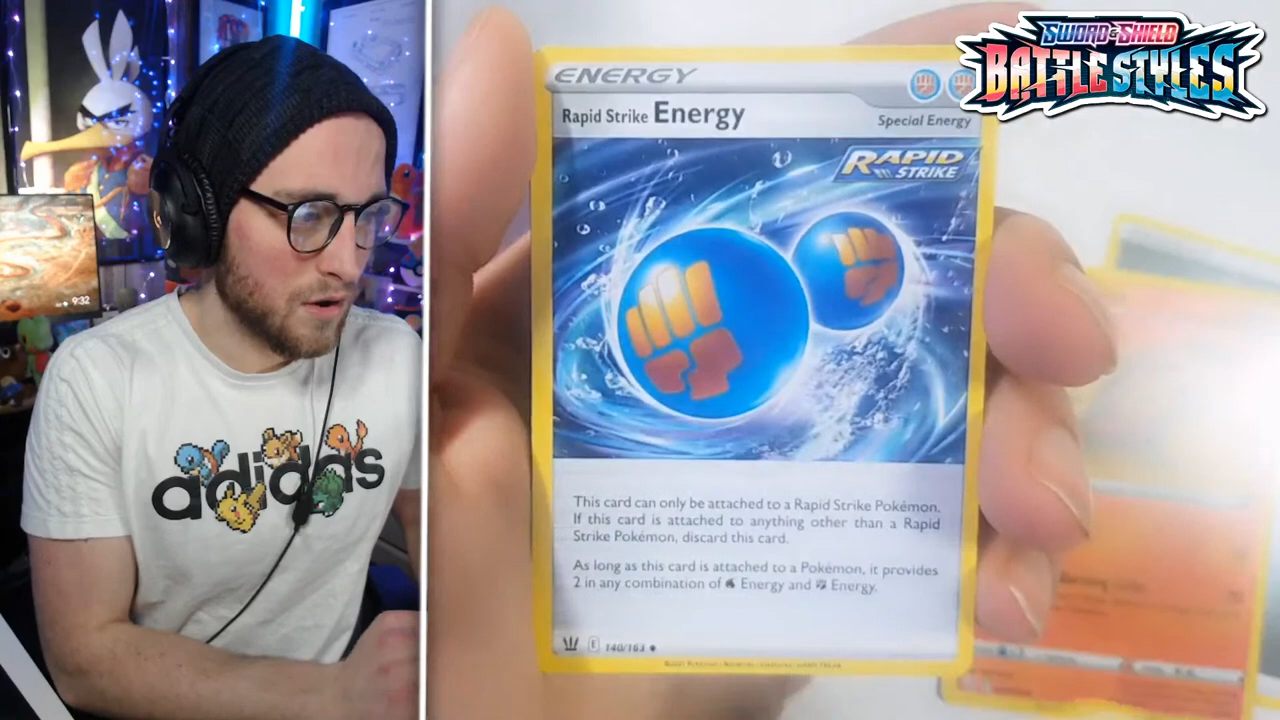 SWORD & SHIELD
BATTLE STYLES
ENERGY
Rapid Strike Energy
Special Energy
RAPID
STRIKE
9:32
adidas
This card can only be attached to a Rapid Strike Pokémon.
If this card is attached to anything other than a Rapid
Strike Pokémon, discard this card.
As long as this card is attached to a Pokémon, it provides
2 in any combination of Energy and Energy.
E 140/163